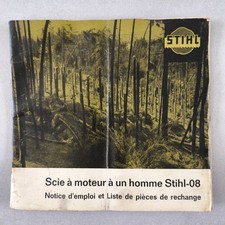 STIHL
Scie à moteur à un homme Stihl-08
Notice d'emploi et Liste de pièces de rechange